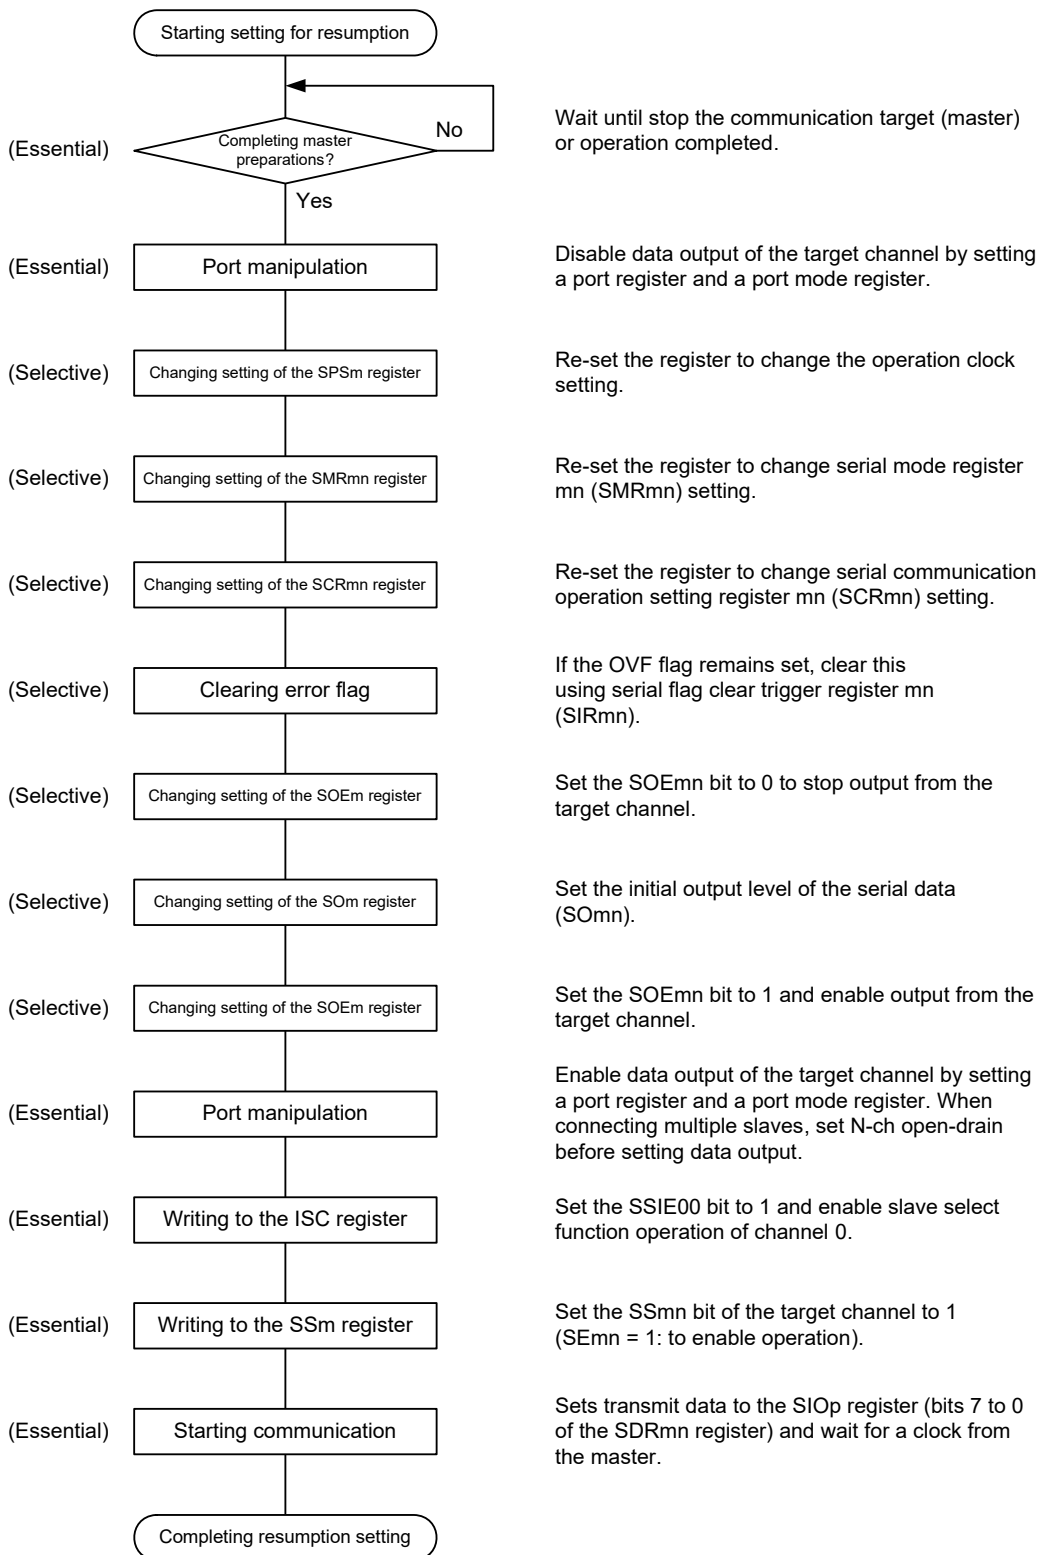 Starting setting for resumption
(Essential)
Completing master
preparations?
No
Wait until stop the communication target (master)
or operation completed.
Yes
(Essential)
Port manipulation
Disable data output of the target channel by setting
a port register and a port mode register.
(Selective)
Changing setting of the SPSm register
Re-set the register to change the operation clock
setting.
(Selective)
Changing setting of the SMRmn register
Re-set the register to change serial mode register
mn (SMRmn) setting.
(Selective)
Changing setting of the SCRmn register
Re-set the register to change serial communication
operation setting register mn (SCRmn) setting.
(Selective)
Clearing error flag
If the OVF flag remains set, clear this
using serial flag clear trigger register mn
(SIRmn).
(Selective)
Changing setting of the SOEm register
Set the SOEmn bit to 0 to stop output from the
target channel.
(Selective)
Changing setting of the SOm register
Set the initial output level of the serial data
(SOmn).
(Selective)
Changing setting of the SOEm register
Set the SOEmn bit to 1 and enable output from the
target channel.
(Essential)
Port manipulation
Enable data output of the target channel by setting
a port register and a port mode register. When
connecting multiple slaves, set N-ch open-drain
before setting data output.
(Essential)
Writing to the ISC register
Set the SSIE00 bit to 1 and enable slave select
function operation of channel 0.
(Essential)
Writing to the SSm register
Set the SSmn bit of the target channel to 1
(SEmn = 1: to enable operation).
(Essential)
Starting communication
Sets transmit data to the SIOp register (bits 7 to 0
of the SDRmn register) and wait for a clock from
the master.
Completing resumption setting